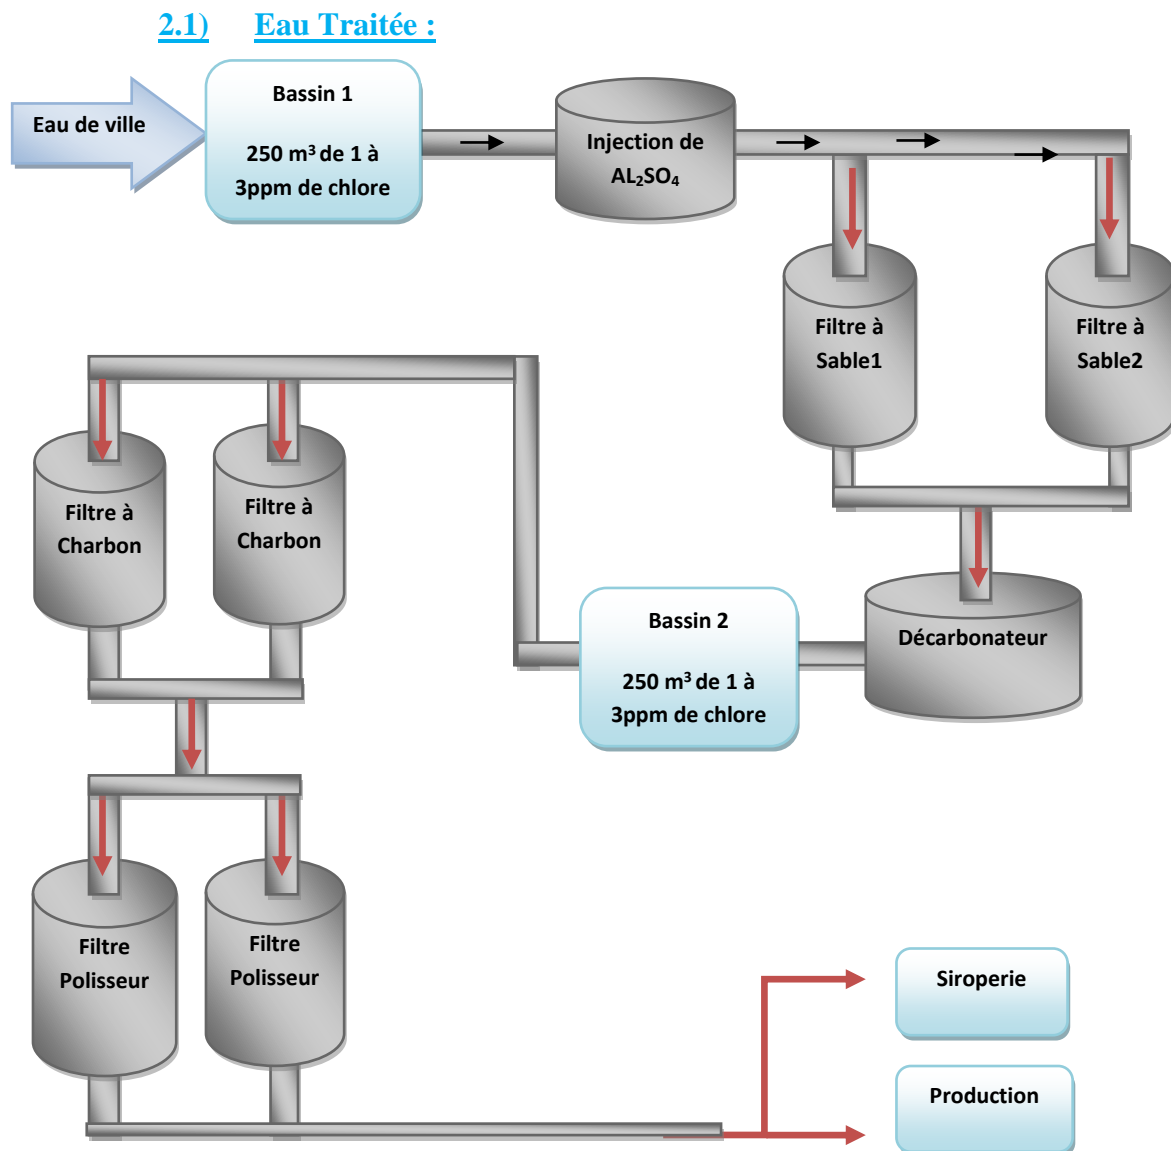 2.1) Eau Traitée :
Eau de ville
Bassin 1
250 m³ de 1 à
3ppm de chlore
Injection de
AL₂SO₄
Filtre à
Sable1
Filtre à
Sable2
Filtre à
Charbon
Filtre à
Charbon
Bassin 2
250 m³ de 1 à
3ppm de chlore
Décarbonateur
Filtre
Polisseur
Filtre
Polisseur
Siroperie
Production